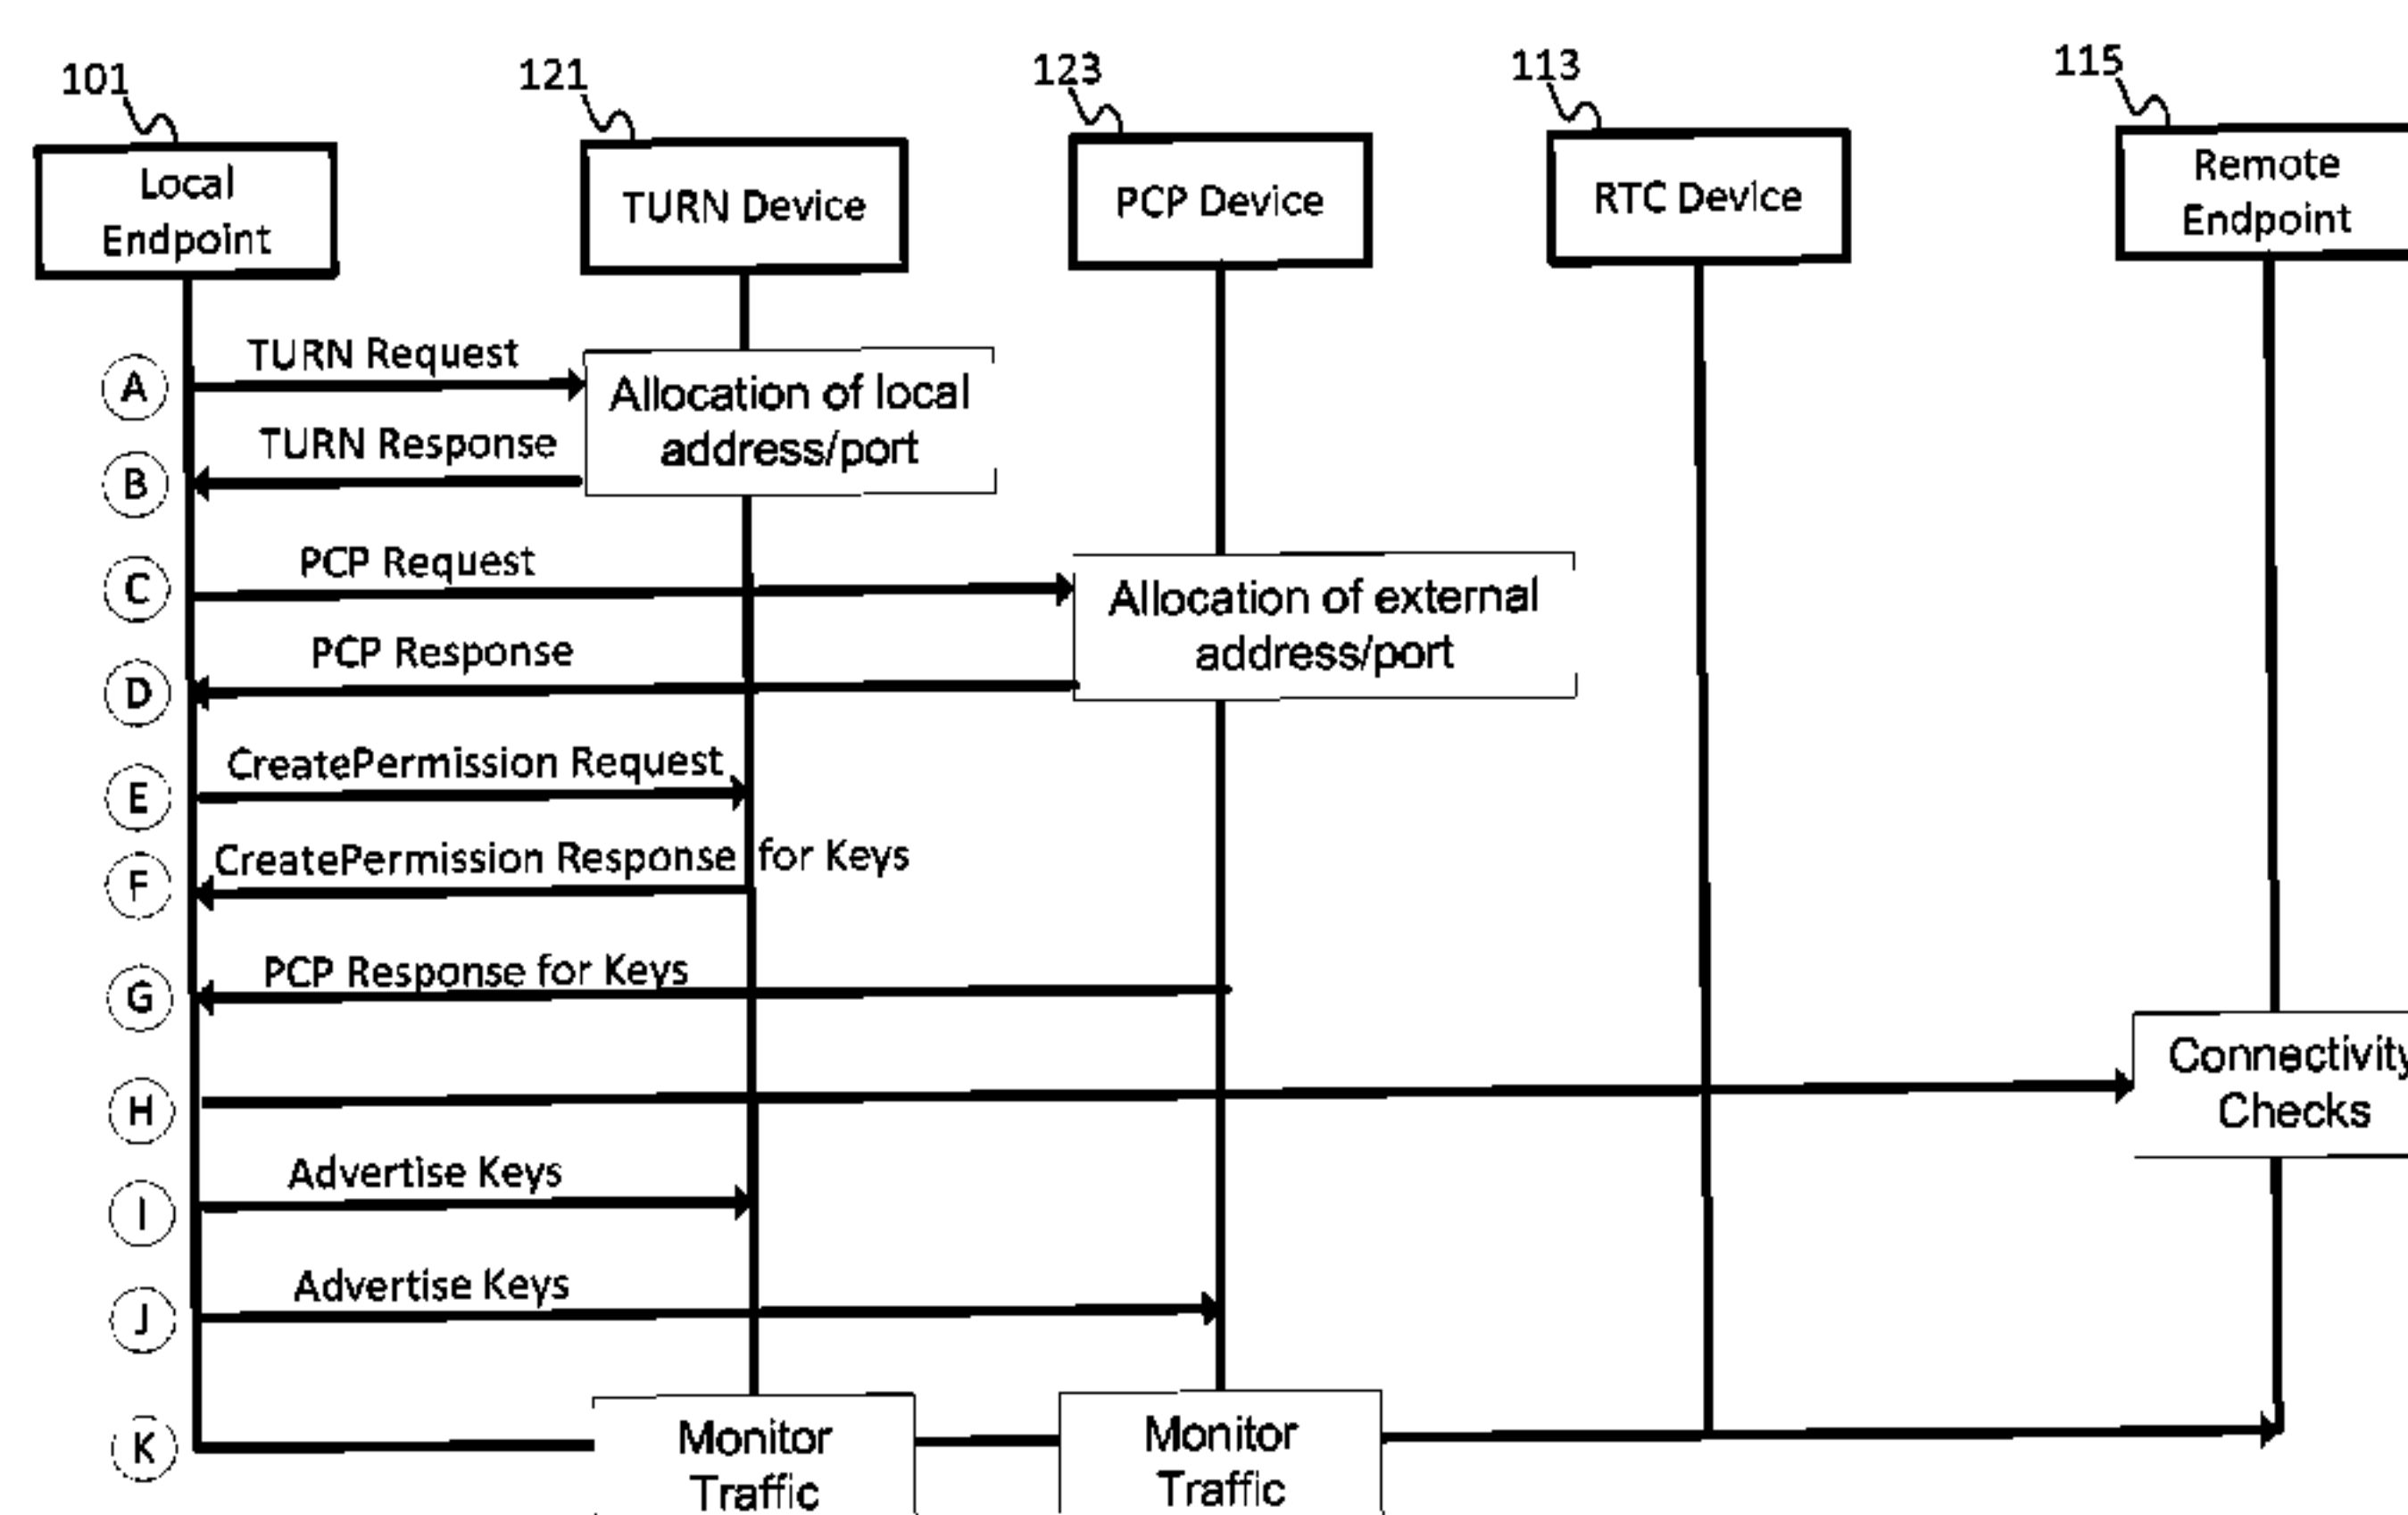 101
121
123
113
115
Local
Endpoint
TURN Device
PCP Device
RTC Device
Remote
Endpoint
A
TURN Request
Allocation of local
address/port
B
TURN Response
C
PCP Request
Allocation of external
address/port
D
PCP Response
E
CreatePermission Request
F
CreatePermission Response for Keys
G
PCP Response for Keys
H
Connectivity
Checks
I
Advertise Keys
J
Advertise Keys
K
Monitor
Traffic
Monitor
Traffic